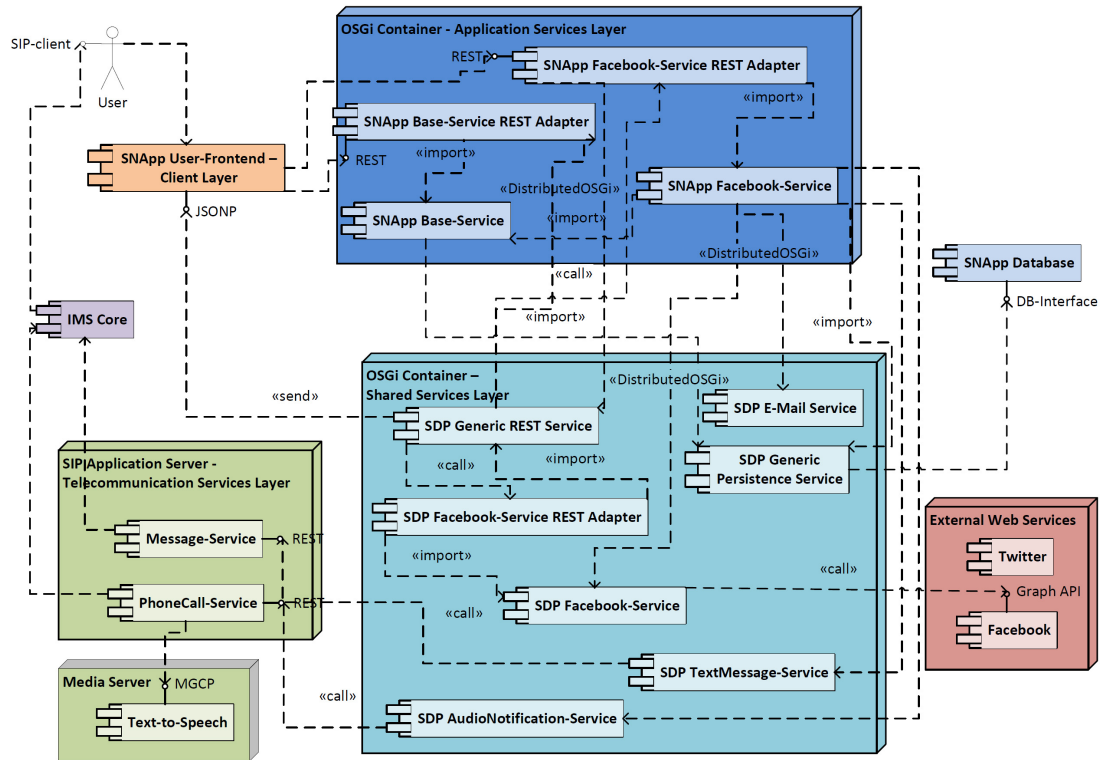 OSGi Container - Application Services Layer
SIP-client
User
REST
SNApp Facebook-Service REST Adapter
«import»
SNApp Base-Service REST Adapter
«import»
REST
SNApp User-Frontend –
Client Layer
JSONP
«DistributedOSGi»
SNApp Facebook-Service
SNApp Base-Service
«import»
«DistributedOSGi»
«call»
SNApp Database
DB-Interface
IMS Core
«import»
«import»
OSGi Container –
Shared Services Layer
«DistributedOSGi»
«send»
SDP E-Mail Service
SDP Generic REST Service
«call»
«import»
SDP Generic
Persistence Service
SIP Application Server -
Telecommunication Services Layer
SDP Facebook-Service REST Adapter
Message-Service
REST
«import»
External Web Services
Twitter
«call»
Graph API
PhoneCall-Service
REST
SDP Facebook-Service
«call»
Facebook
SDP TextMessage-Service
Media Server
MGCP
«call»
Text-to-Speech
SDP AudioNotification-Service